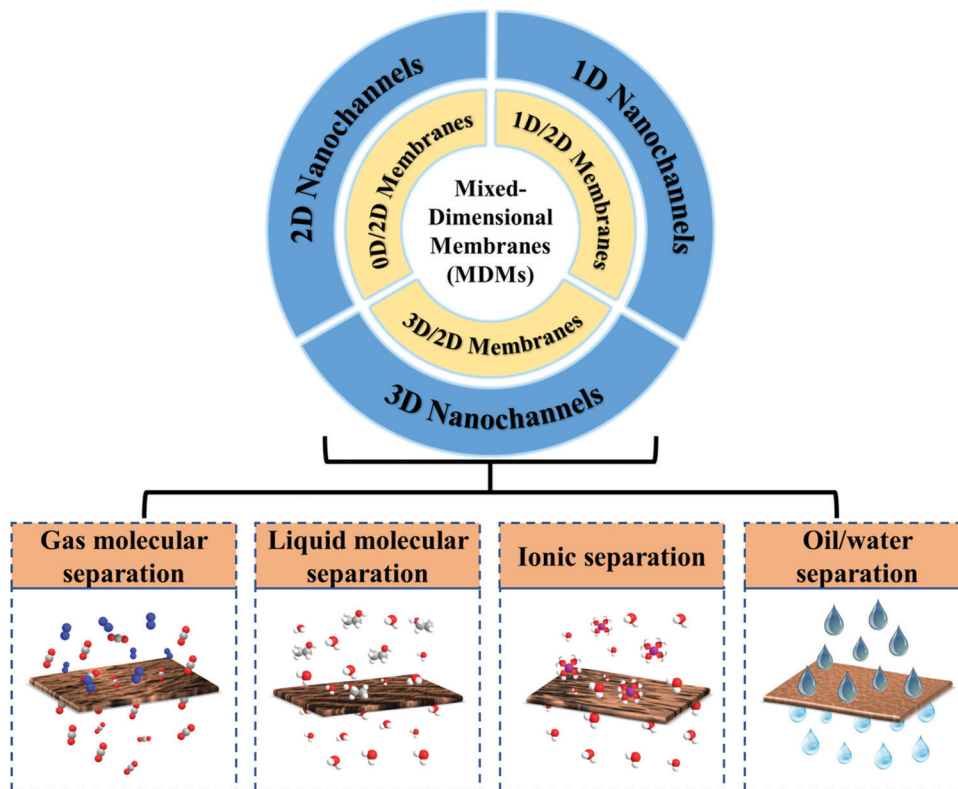 2D Nanochannels
1D Nanochannels
0D/2D Membranes
1D/2D Membranes
Mixed-
Dimensional
Membranes
(MDMs)
3D/2D Membranes
3D Nanochannels
Gas molecular
separation
Liquid molecular
separation
Ionic separation
Oil/water
separation